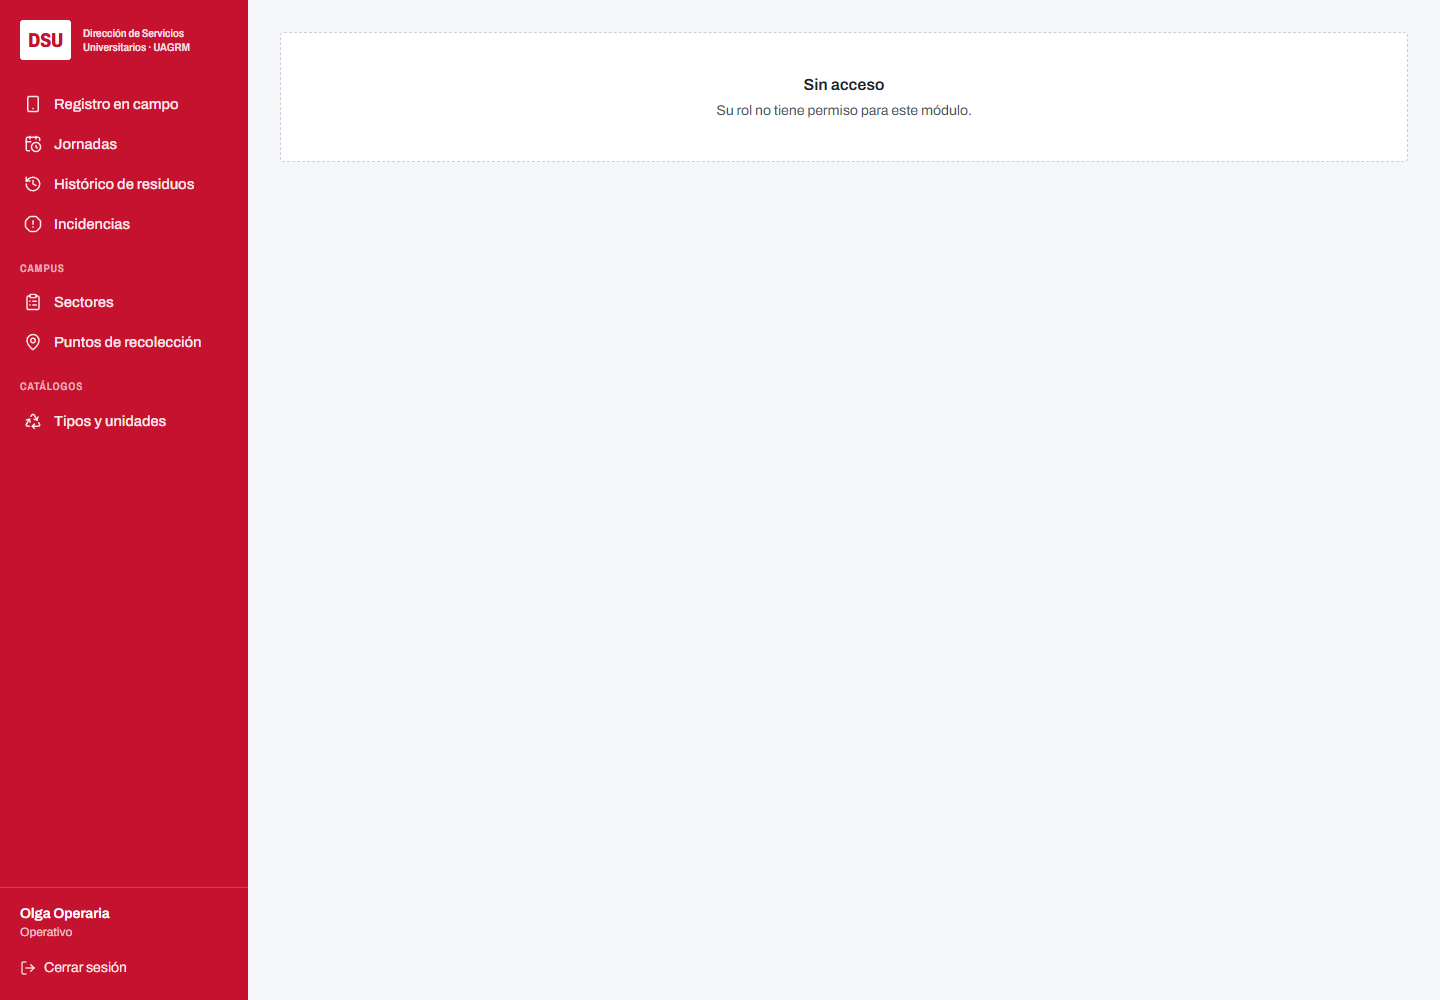 DSU
Dirección de Servicios
Universitarios · UAGRM
Registro en campo
Jornadas
Histórico de residuos
Incidencias
CAMPUS
Sectores
Puntos de recolección
CATÁLOGOS
Tipos y unidades
Olga Operaria
Operativo
Cerrar sesión
Sin acceso
Su rol no tiene permiso para este módulo.